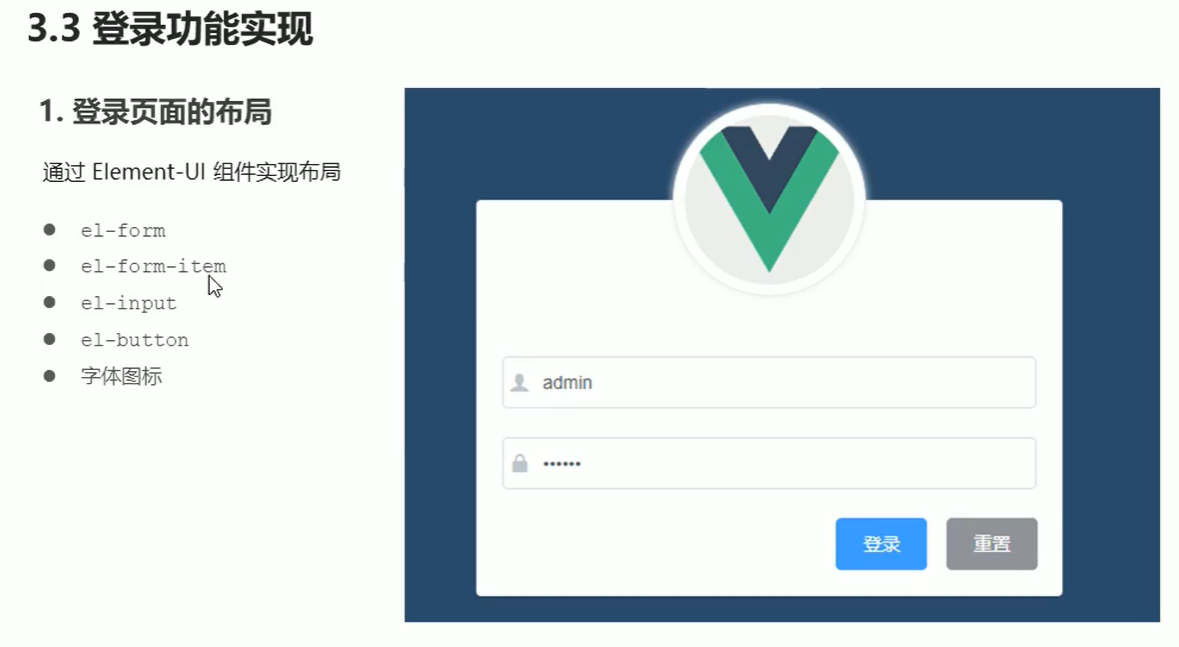 3.3 登录功能实现
1. 登录页面的布局
通过 Element-UI 组件实现布局
● el-form
● el-form-item
● el-input
● el-button
● 字体图标
admin
••••••
登录
重置